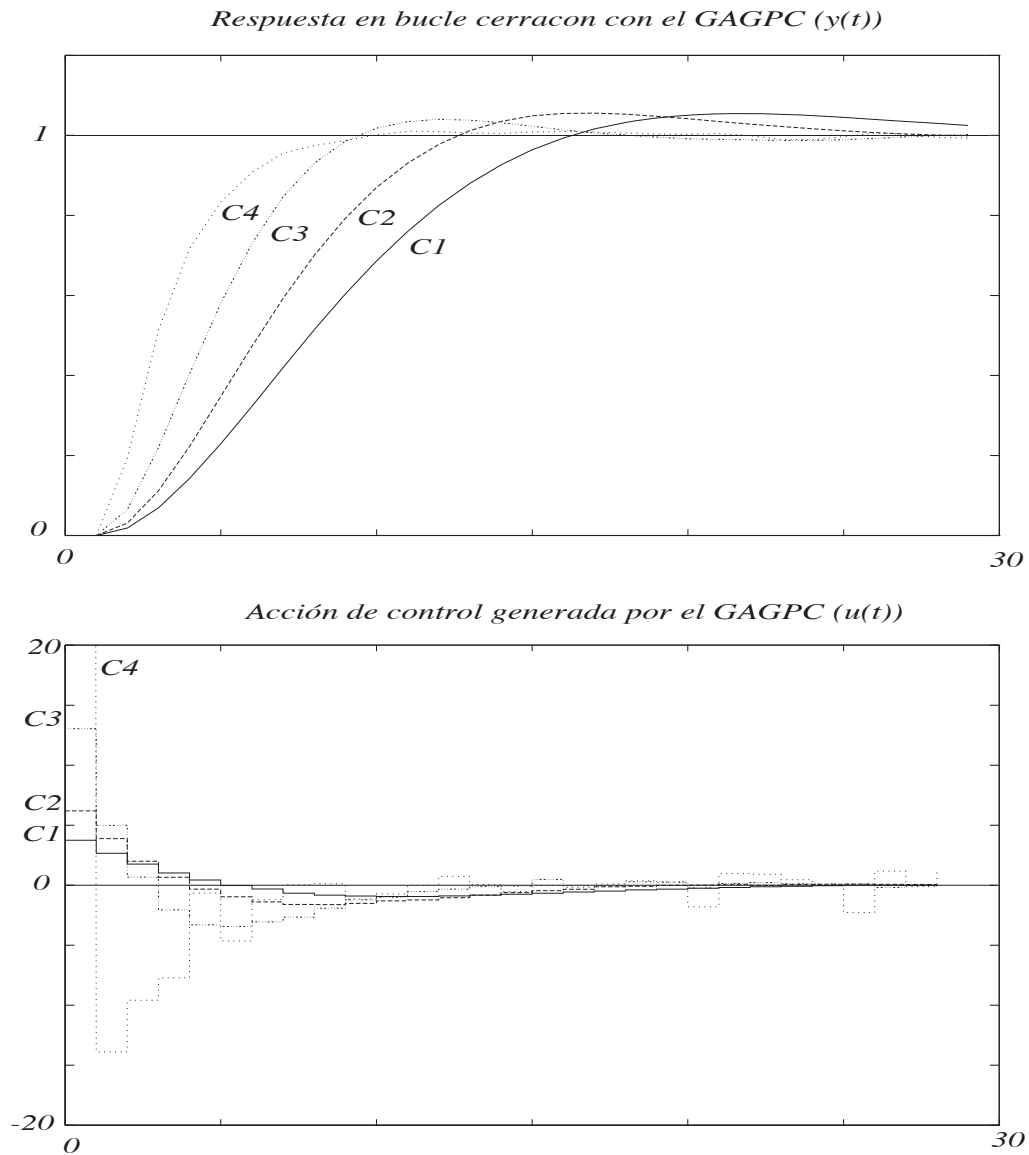 Respuesta en bucle cerracon con el GAGPC (y(t))
1
C4
C3
C2
C1
0
0
30
Acción de control generada por el GAGPC (u(t))
20
C4
C3
C2
C1
0
-20
0
30